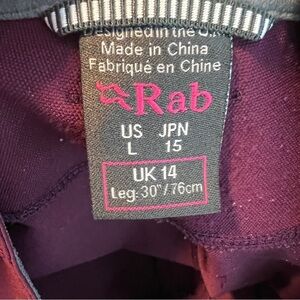 Designed in the U.K
Made in China
Fabriqué en Chine
Rab
US JPN
L 15
UK 14
Leg: 30"/76cm